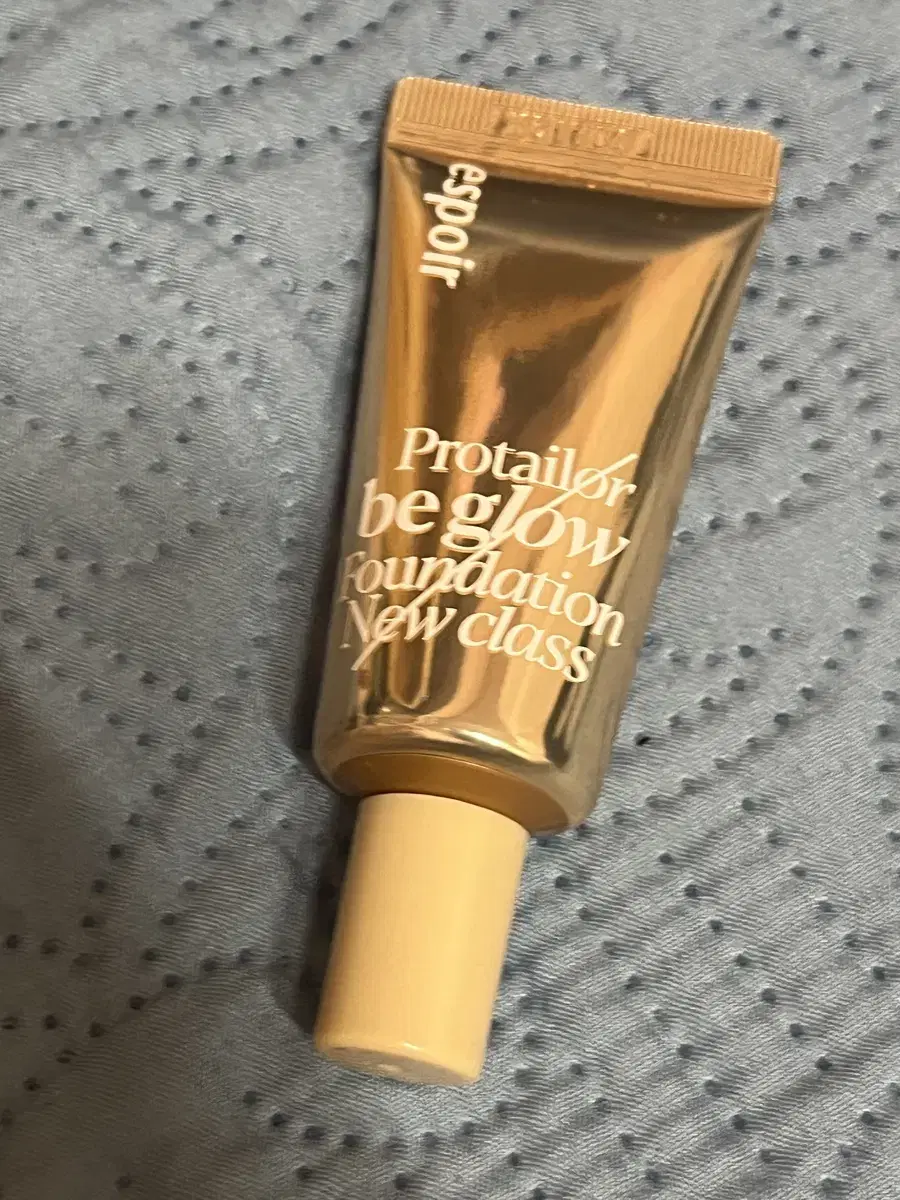 espoir
Protailor
be glow
Foundation
New class